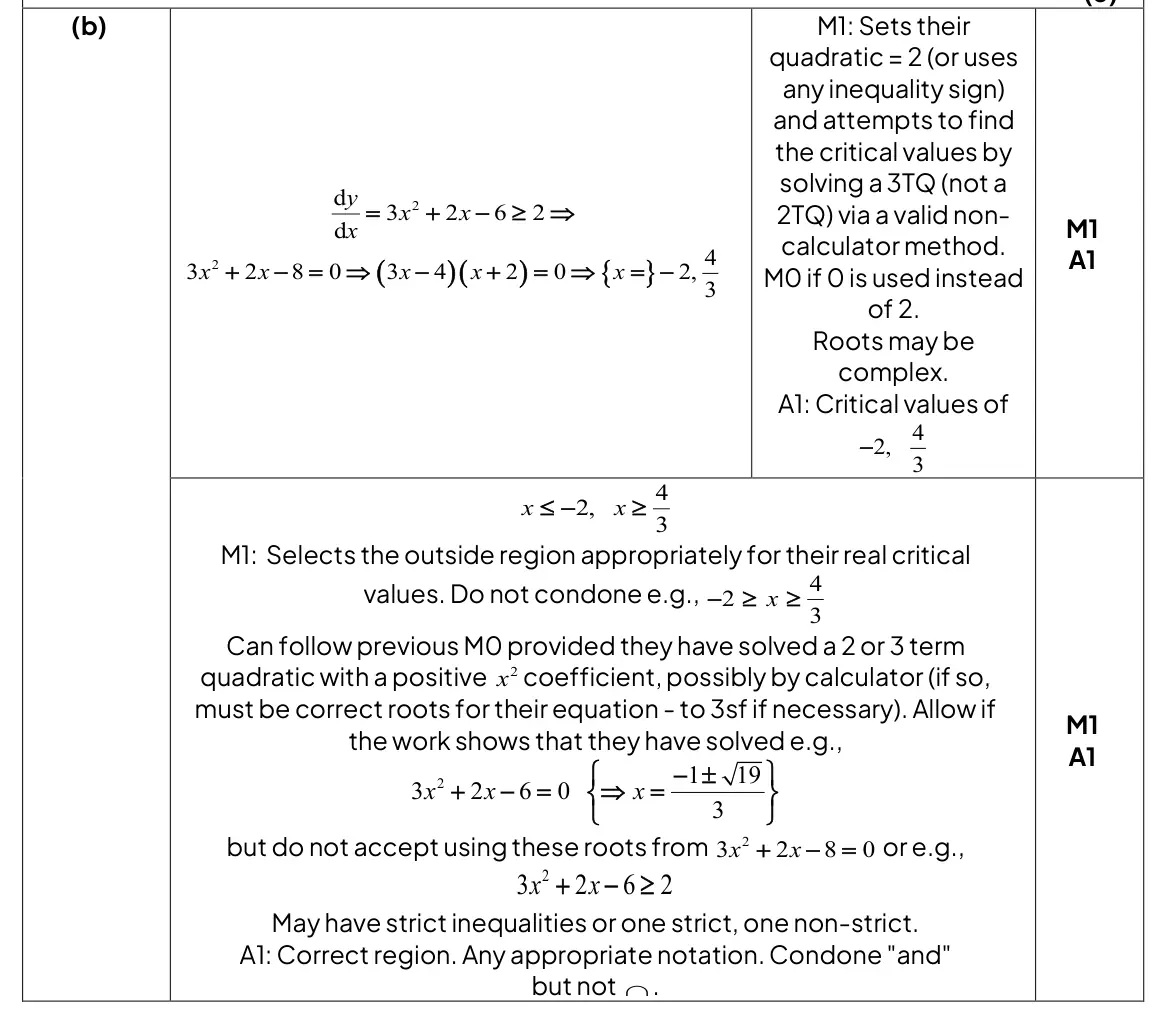 (b)
dy/dx = 3x² + 2x − 6 ≥ 2 ⇒
3x² + 2x − 8 = 0 ⇒ (3x − 4)(x + 2) = 0 ⇒ {x =} − 2, 4/3
M1: Sets their
quadratic = 2 (or uses
any inequality sign)
and attempts to find
the critical values by
solving a 3TQ (not a
2TQ) via a valid non-
calculator method.
M0 if 0 is used instead
of 2.
Roots may be
complex.
A1: Critical values of
−2, 4/3
M1
A1
x ≤ −2, x ≥ 4/3
M1: Selects the outside region appropriately for their real critical
values. Do not condone e.g., −2 ≥ x ≥ 4/3
Can follow previous M0 provided they have solved a 2 or 3 term
quadratic with a positive x² coefficient, possibly by calculator (if so,
must be correct roots for their equation - to 3sf if necessary). Allow if
the work shows that they have solved e.g.,
3x² + 2x − 6 = 0 {⇒ x = (−1 ± √19)/3}
but do not accept using these roots from 3x² + 2x − 8 = 0 or e.g.,
3x² + 2x − 6 ≥ 2
May have strict inequalities or one strict, one non-strict.
A1: Correct region. Any appropriate notation. Condone "and"
but not ∩.
M1
A1